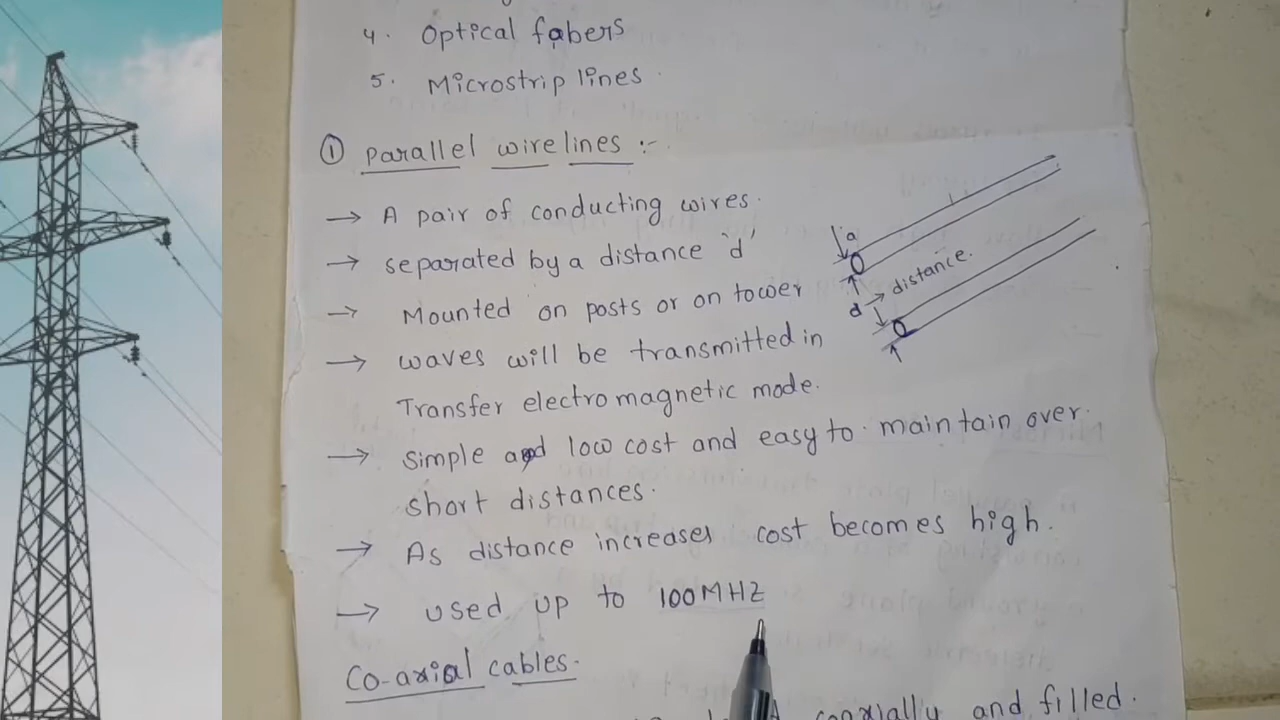 4. Optical fabers
5. Microstrip lines
① parallel wire lines :-
→ A pair of conducting wires.
→ separated by a distance 'd'
→ Mounted on posts or on tower
→ waves will be transmitted in
Transfer electromagnetic mode.
→ simple and low cost and easy to maintain over
short distances.
→ As distance increases cost becomes high.
→ used up to 100MHZ
a
d → distance.
Co-axial cables.
coaxially and filled.